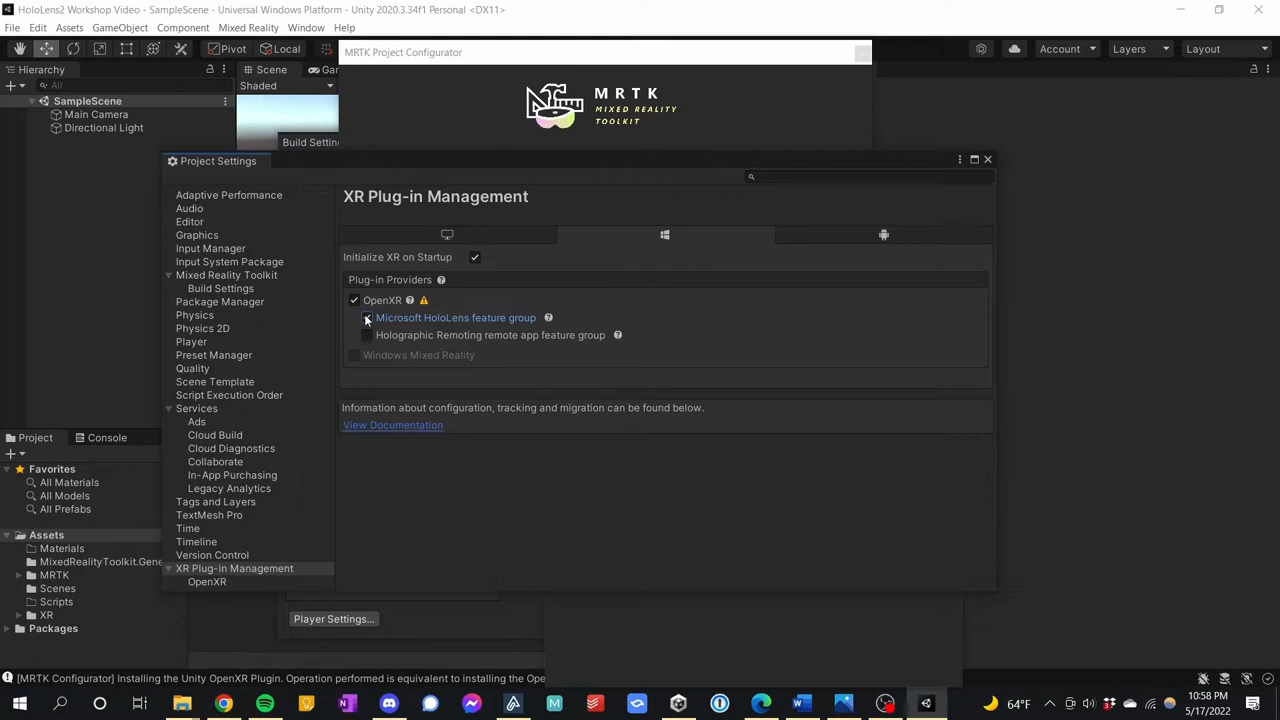 HoloLens2 Workshop Video - SampleScene - Universal Windows Platform - Unity 2020.3.34f1 Personal <DX11>
File Edit Assets GameObject Component Mixed Reality Window Help
Pivot Local Account Layers Layout
MRTK Project Configurator
Hierarchy
Scene
All
Shaded
SampleScene
Main Camera
Directional Light
MRTK
MIXED REALITY
TOOLKIT
Build Settin
Project Settings
Adaptive Performance
Audio
Editor
Graphics
Input Manager
Input System Package
Mixed Reality Toolkit
Build Settings
Package Manager
Physics
Physics 2D
Player
Preset Manager
Quality
Scene Template
Script Execution Order
Services
Ads
Cloud Build
Cloud Diagnostics
Collaborate
In-App Purchasing
Legacy Analytics
Tags and Layers
TextMesh Pro
Time
Timeline
Version Control
XR Plug-in Management
OpenXR
XR Plug-in Management
Initialize XR on Startup
Plug-in Providers
OpenXR
Microsoft HoloLens feature group
Holographic Remoting remote app feature group
Windows Mixed Reality
Information about configuration, tracking and migration can be found below.
View Documentation
Project Console
Favorites
All Materials
All Models
All Prefabs
Assets
Materials
MixedRealityToolkit.Gene
MRTK
Scenes
Scripts
XR
Packages
Player Settings...
[MRTK Configurator] Installing the Unity OpenXR Plugin. Operation performed is equivalent to installing the Open
64°F
10:58 PM
5/17/2022